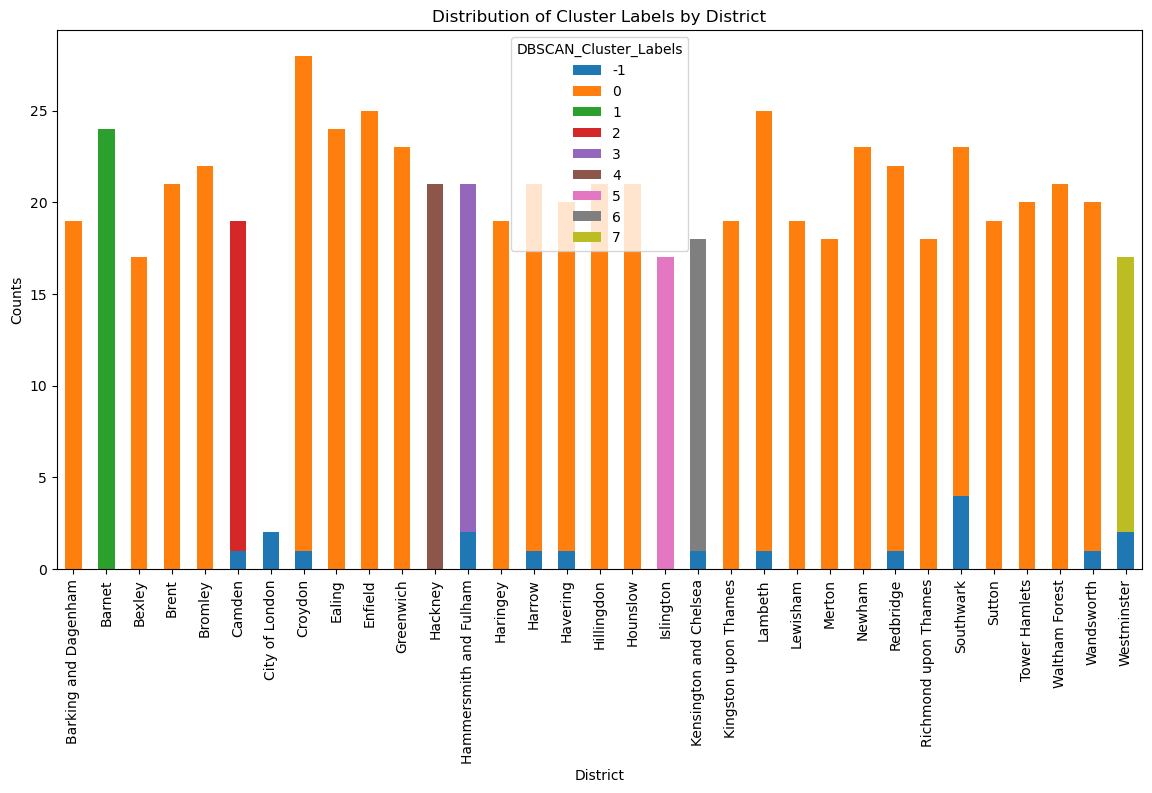 Distribution of Cluster Labels by District
DBSCAN_Cluster_Labels
-1
0
1
2
3
4
5
6
7
Counts
25
20
15
10
5
0
Barking and Dagenham
Barnet
Bexley
Brent
Bromley
Camden
City of London
Croydon
Ealing
Enfield
Greenwich
Hackney
Hammersmith and Fulham
Haringey
Harrow
Havering
Hillingdon
Hounslow
Islington
Kensington and Chelsea
Kingston upon Thames
Lambeth
Lewisham
Merton
Newham
Redbridge
Richmond upon Thames
Southwark
Sutton
Tower Hamlets
Waltham Forest
Wandsworth
Westminster
District